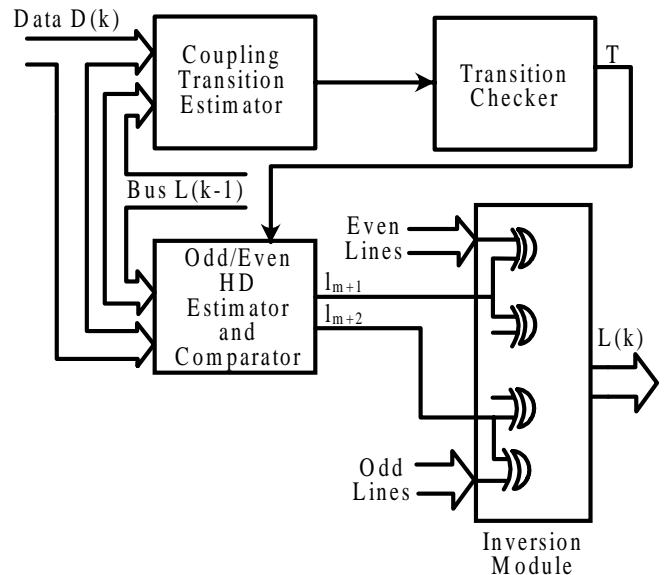 Data D(k)
Coupling
Transition
Estimator
Transition
Checker
T
Bus L(k-1)
Odd/Even
HD
Estimator
and
Comparator
l_{m+1}
l_{m+2}
Even
Lines
Odd
Lines
L(k)
Inversion
Module